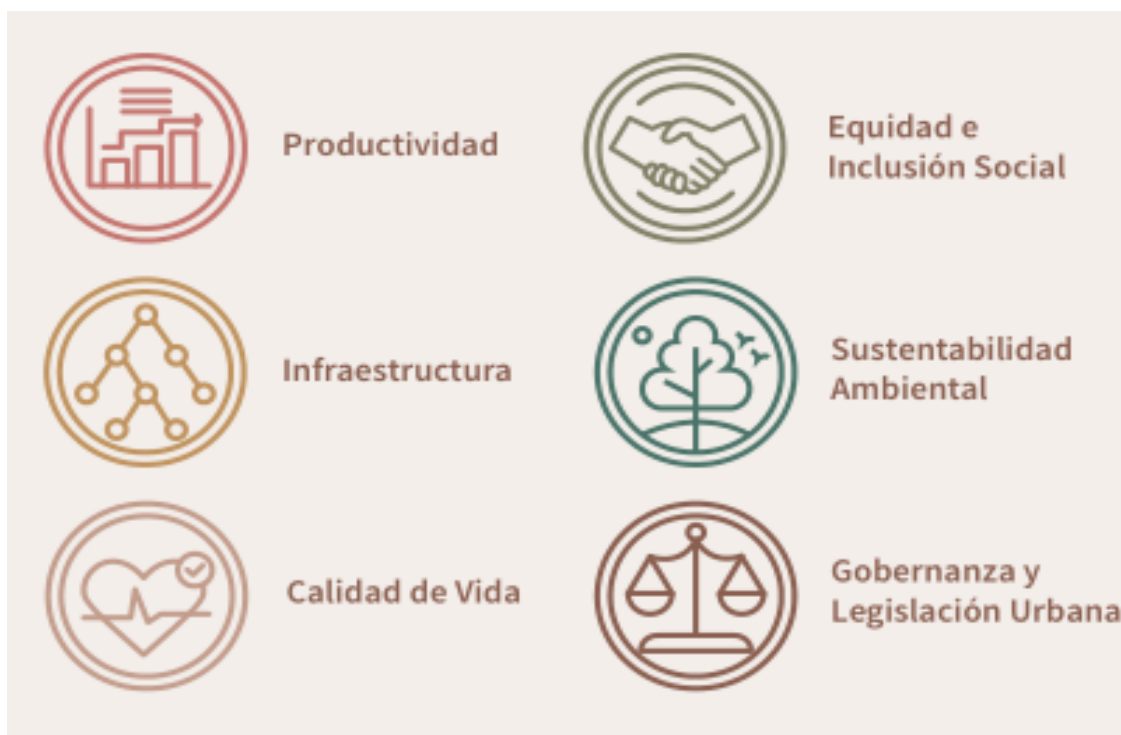 Productividad
Equidad e
Inclusión Social
Infraestructura
Sustentabilidad
Ambiental
Calidad de Vida
Gobernanza y
Legislación Urbana